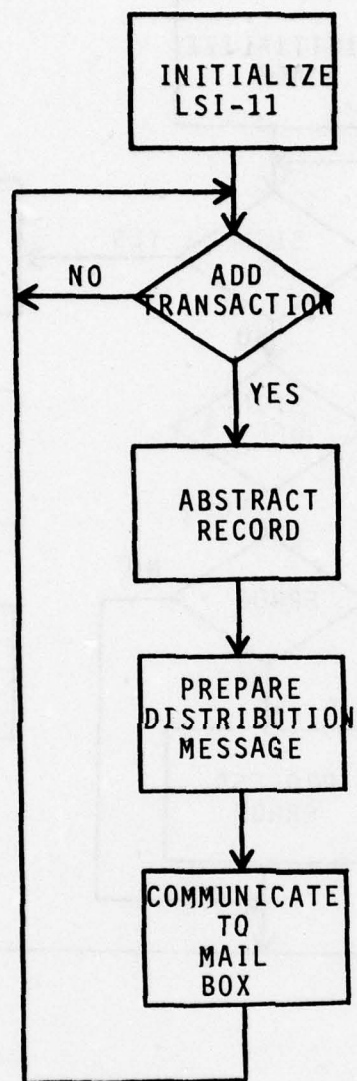 INITIALIZE
LSI-11
ADD
TRANSACTION
NO
YES
ABSTRACT
RECORD
PREPARE
DISTRIBUTION
MESSAGE
COMMUNICATE
TO
MAIL
BOX